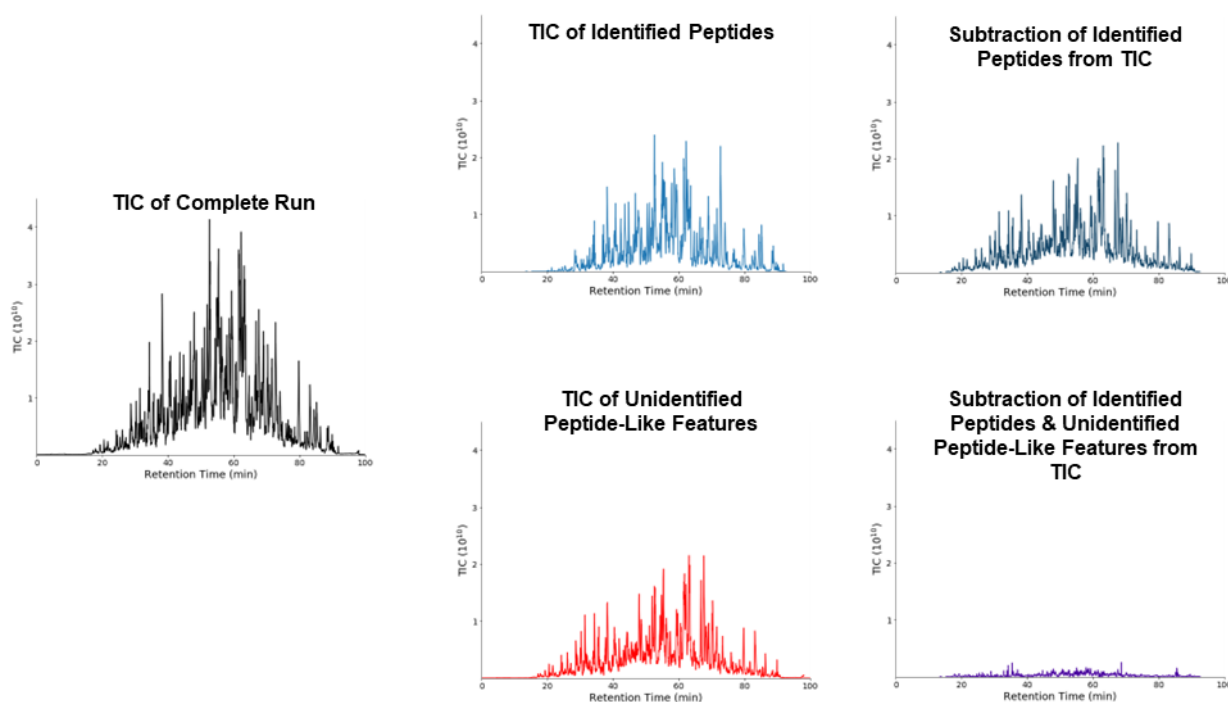 TIC of Complete Run
TIC (10¹⁰)
4
3
2
1
0
20
40
60
80
100
Retention Time (min)
TIC of Identified Peptides
TIC (10¹⁰)
4
3
2
1
0
20
40
60
80
100
Retention Time (min)
Subtraction of Identified
Peptides from TIC
TIC (10¹⁰)
4
3
2
1
0
20
40
60
80
100
Retention Time (min)
TIC of Unidentified
Peptide-Like Features
TIC (10¹⁰)
4
3
2
1
0
20
40
60
80
100
Retention Time (min)
Subtraction of Identified
Peptides & Unidentified
Peptide-Like Features from
TIC
TIC (10¹⁰)
4
3
2
1
0
20
40
60
80
100
Retention Time (min)